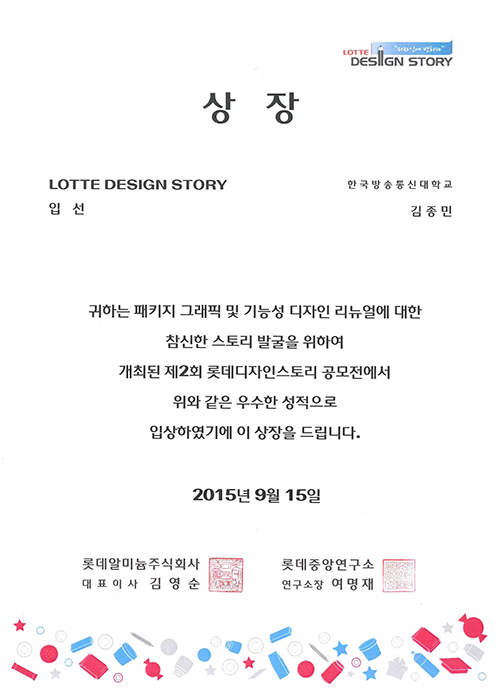 "디자인에 반하다"
LOTTE
DESIGN STORY
상 장
LOTTE DESIGN STORY
한국방송통신대학교
입 선
김종민
귀하는 패키지 그래픽 및 기능성 디자인 리뉴얼에 대한
참신한 스토리 발굴을 위하여
개최된 제2회 롯데디자인스토리 공모전에서
위와 같은 우수한 성적으로
입상하였기에 이 상장을 드립니다.
2015년 9월 15일
롯데알미늄주식회사
대표이사 김영순
롯데중앙연구소
연구소장 여명재